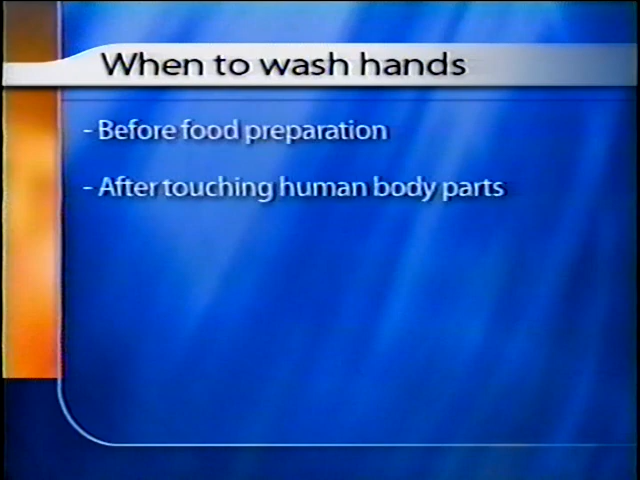 When to wash hands
- Before food preparation
- After touching human body parts